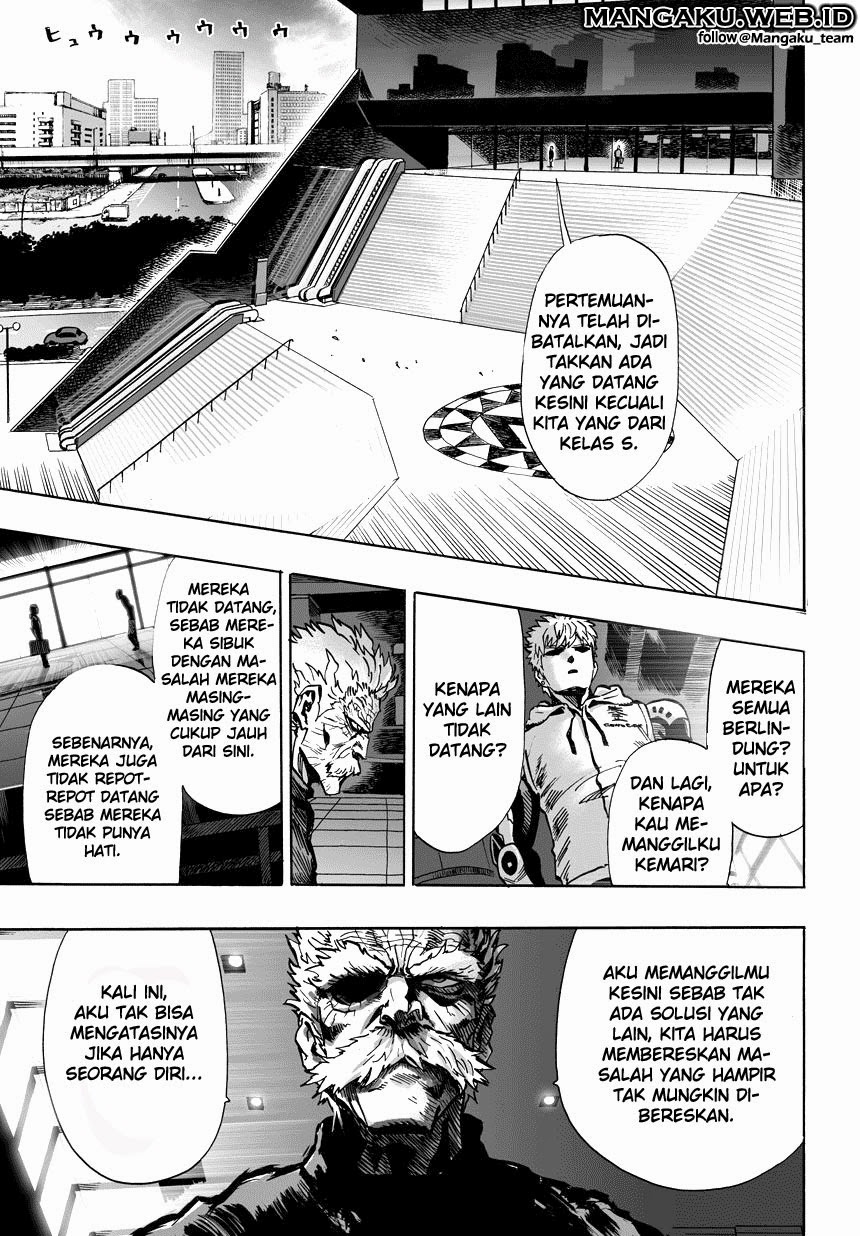 MANGAKU.WEB.ID
follow @Mangaku_team
ヒュウゥゥゥゥゥ
PERTEMUAN-
NYA TELAH DI-
BATALKAN, JADI
TAKKAN ADA
YANG DATANG
KESINI KECUALI
KITA YANG DARI
KELAS S.
MEREKA
SEMUA
BERLIN-
DUNG?
UNTUK
APA?
DAN LAGI,
KENAPA
KAU ME-
MANGGILKU
KEMARI?
KENAPA
YANG LAIN
TIDAK
DATANG?
MEREKA
TIDAK DATANG,
SEBAB MERE-
KA SIBUK
DENGAN MA-
SALAH MEREKA
MASING-
MASING YANG
CUKUP JAUH
DARI SINI.
SEBENARNYA,
MEREKA JUGA
TIDAK REPOT-
REPOT DATANG
SEBAB MEREKA
TIDAK PUNYA
HATI.
AKU MEMANGGILMU
KESINI SEBAB TAK
ADA SOLUSI YANG
LAIN, KITA HARUS
MEMBERESKAN MA-
SALAH YANG HAMPIR
TAK MUNGKIN DI-
BERESKAN.
KALI INI,
AKU TAK BISA
MENGATASINYA
JIKA HANYA
SEORANG DIRI...